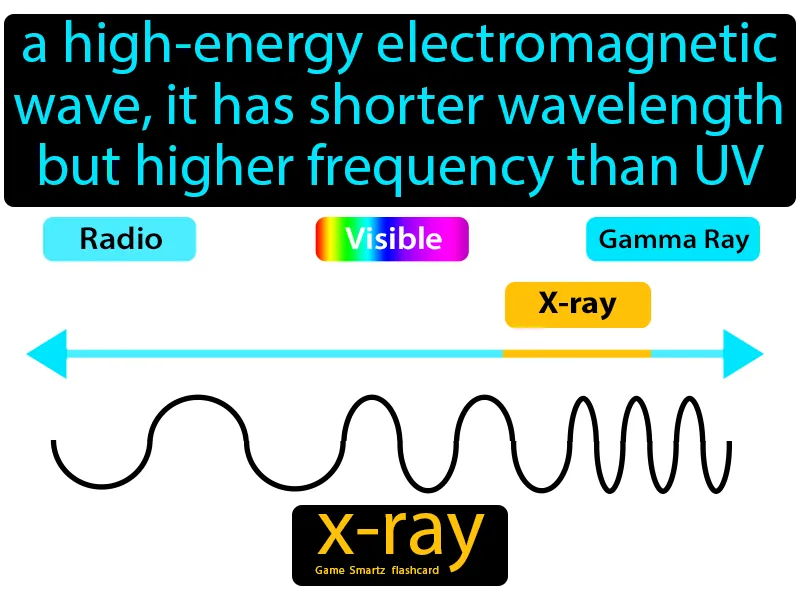 a high-energy electromagnetic
wave, it has shorter wavelength
but higher frequency than UV
Radio
Visible
Gamma Ray
X-ray
x-ray
Game Smartz flashcard